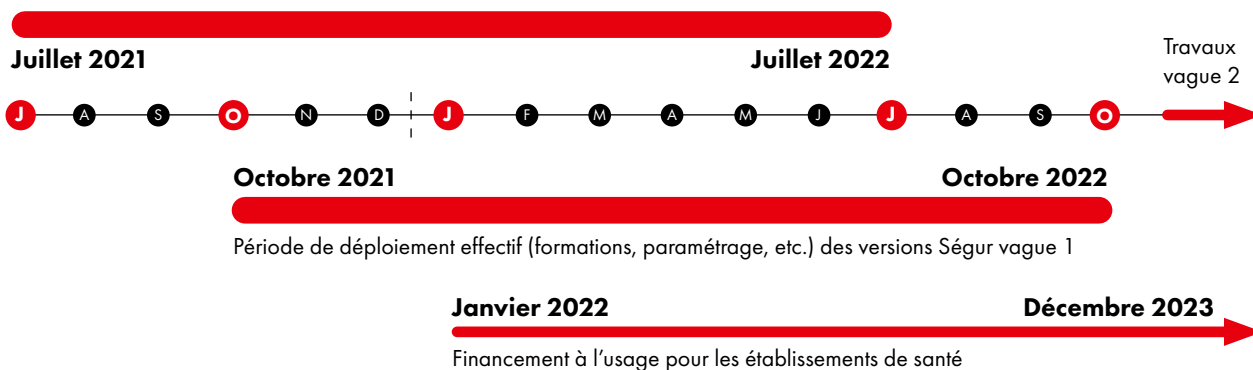 Juillet 2021 Juillet 2022
Travaux
vague 2
J A S O N D J F M A M J J A S O
Octobre 2021 Octobre 2022
Période de déploiement effectif (formations, paramétrage, etc.) des versions Ségur vague 1
Janvier 2022 Décembre 2023
Financement à l’usage pour les établissements de santé